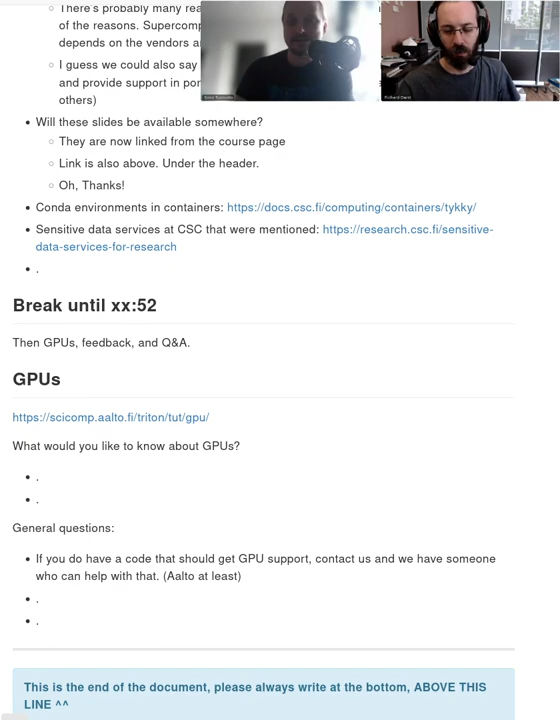 There's probably many rea
of the reasons. Supercomp
depends on the vendors a
I guess we could also say
and provide support in por
others)
Will these slides be available somewhere?
They are now linked from the course page
Link is also above. Under the header.
Oh, Thanks!
Conda environments in containers: https://docs.csc.fi/computing/containers/tykky/
Sensitive data services at CSC that were mentioned: https://research.csc.fi/sensitive-
data-services-for-research
.
Break until xx:52
Then GPUs, feedback, and Q&A.
GPUs
https://scicomp.aalto.fi/triton/tut/gpu/
What would you like to know about GPUs?
.
.
General questions:
If you do have a code that should get GPU support, contact us and we have someone
who can help with that. (Aalto at least)
.
.
This is the end of the document, please always write at the bottom, ABOVE THIS
LINE ^^